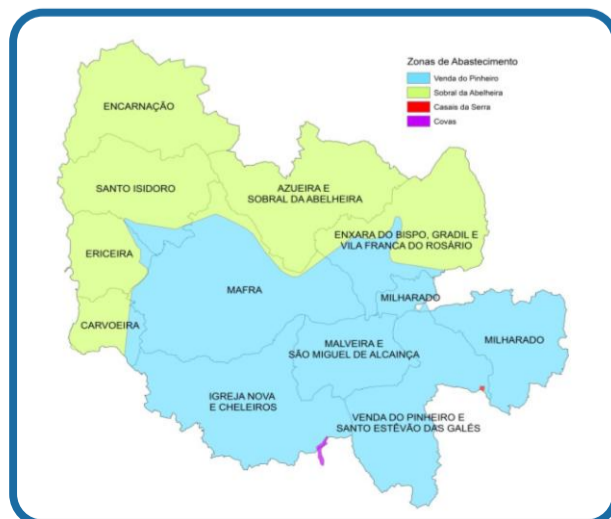 Zonas de Abastecimento
Venda do Pinheiro
Sobral da Abelheira
Casais da Serra
Covas
ENCARNAÇÃO
SANTO ISIDORO
AZUEIRA E
SOBRAL DA ABELHEIRA
ENXARA DO BISPO, GRADIL E
VILA FRANCA DO ROSÁRIO
ERICEIRA
MAFRA
MILHARADO
CARVOEIRA
MALVEIRA E
SÃO MIGUEL DE ALCAINÇA
MILHARADO
IGREJA NOVA
E CHELEIROS
VENDA DO PINHEIRO E
SANTO ESTÊVÃO DAS GALÉS